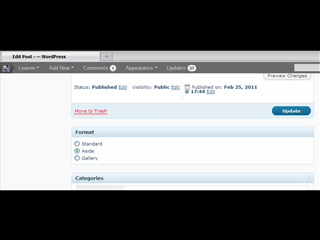 Edit Post ‹ — WordPress
Leanne Add New Comments Appearance Updates
Preview Changes
Status: Published Edit Visibility: Public Edit Published on: Feb 25, 2011
@ 17:44 Edit
Move to Trash Update
Format
Standard
Aside
Gallery
Categories